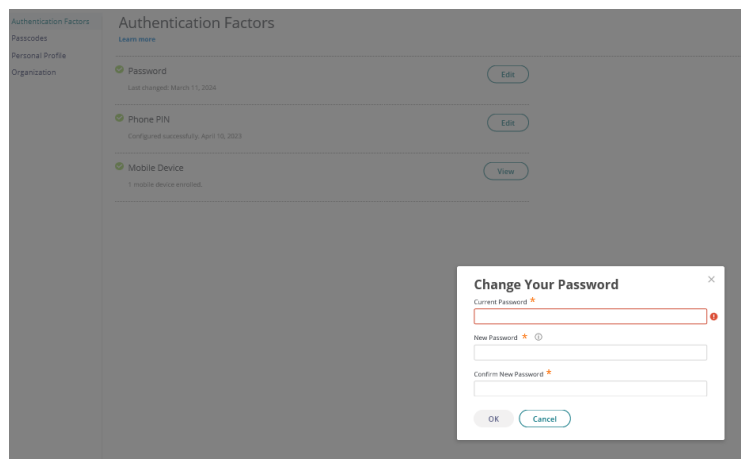 Authentication Factors
Passcodes
Personal Profile
Organization
Authentication Factors
Learn more
Password
Edit
Last changed: March 11, 2024
Phone PIN
Edit
Configured successfully, April 10, 2023
Mobile Device
View
1 mobile device enrolled.
Change Your Password
Current Password *
New Password *
Confirm New Password *
OK
Cancel